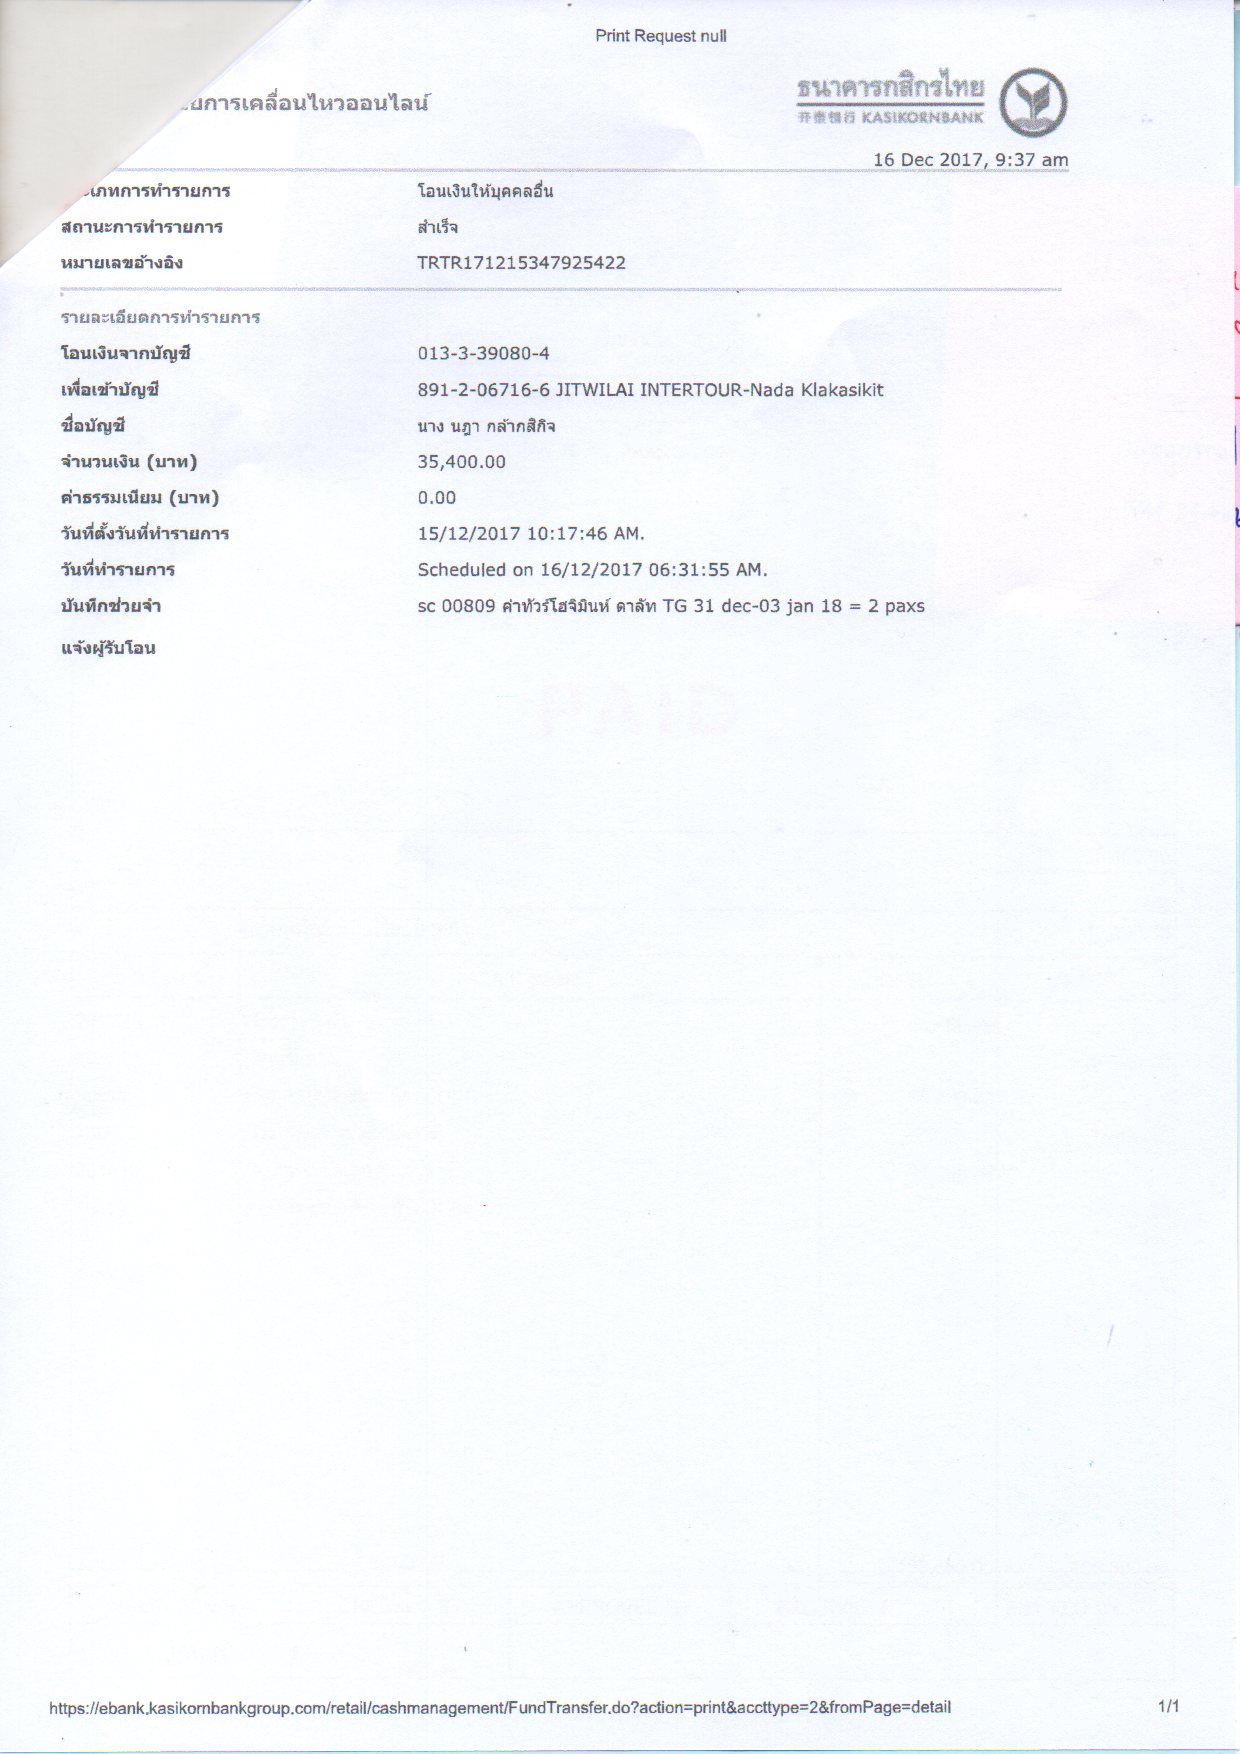 Print Request null
ยการเคลื่อนไหวออนไลน์
ธนาคารกสิกรไทย
开泰银行 KASIKORNBANK
16 Dec 2017, 9:37 am
เภทการทำรายการ โอนเงินให้บุคคลอื่น
สถานะการทำรายการ สำเร็จ
หมายเลขอ้างอิง TRTR171215347925422
รายละเอียดการทำรายการ
โอนเงินจากบัญชี 013-3-39080-4
เพื่อเข้าบัญชี 891-2-06716-6 JITWILAI INTERTOUR-Nada Klakasikit
ชื่อบัญชี นาง นฎา กล้ากสิกิจ
จำนวนเงิน (บาท) 35,400.00
ค่าธรรมเนียม (บาท) 0.00
วันที่ตั้งวันที่ทำรายการ 15/12/2017 10:17:46 AM.
วันที่ทำรายการ Scheduled on 16/12/2017 06:31:55 AM.
บันทึกช่วยจำ sc 00809 ค่าทัวร์โฮจิมินห์ ดาลัท TG 31 dec-03 jan 18 = 2 paxs
แจ้งผู้รับโอน
https://ebank.kasikornbankgroup.com/retail/cashmanagement/FundTransfer.do?action=print&accttype=2&fromPage=detail 1/1